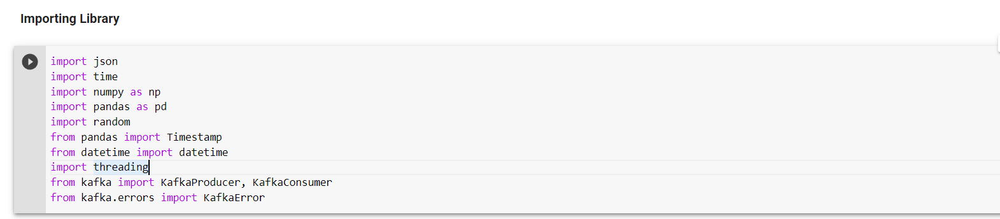 Importing Library
import json
import time
import numpy as np
import pandas as pd
import random
from pandas import Timestamp
from datetime import datetime
import threading
from kafka import KafkaProducer, KafkaConsumer
from kafka.errors import KafkaError